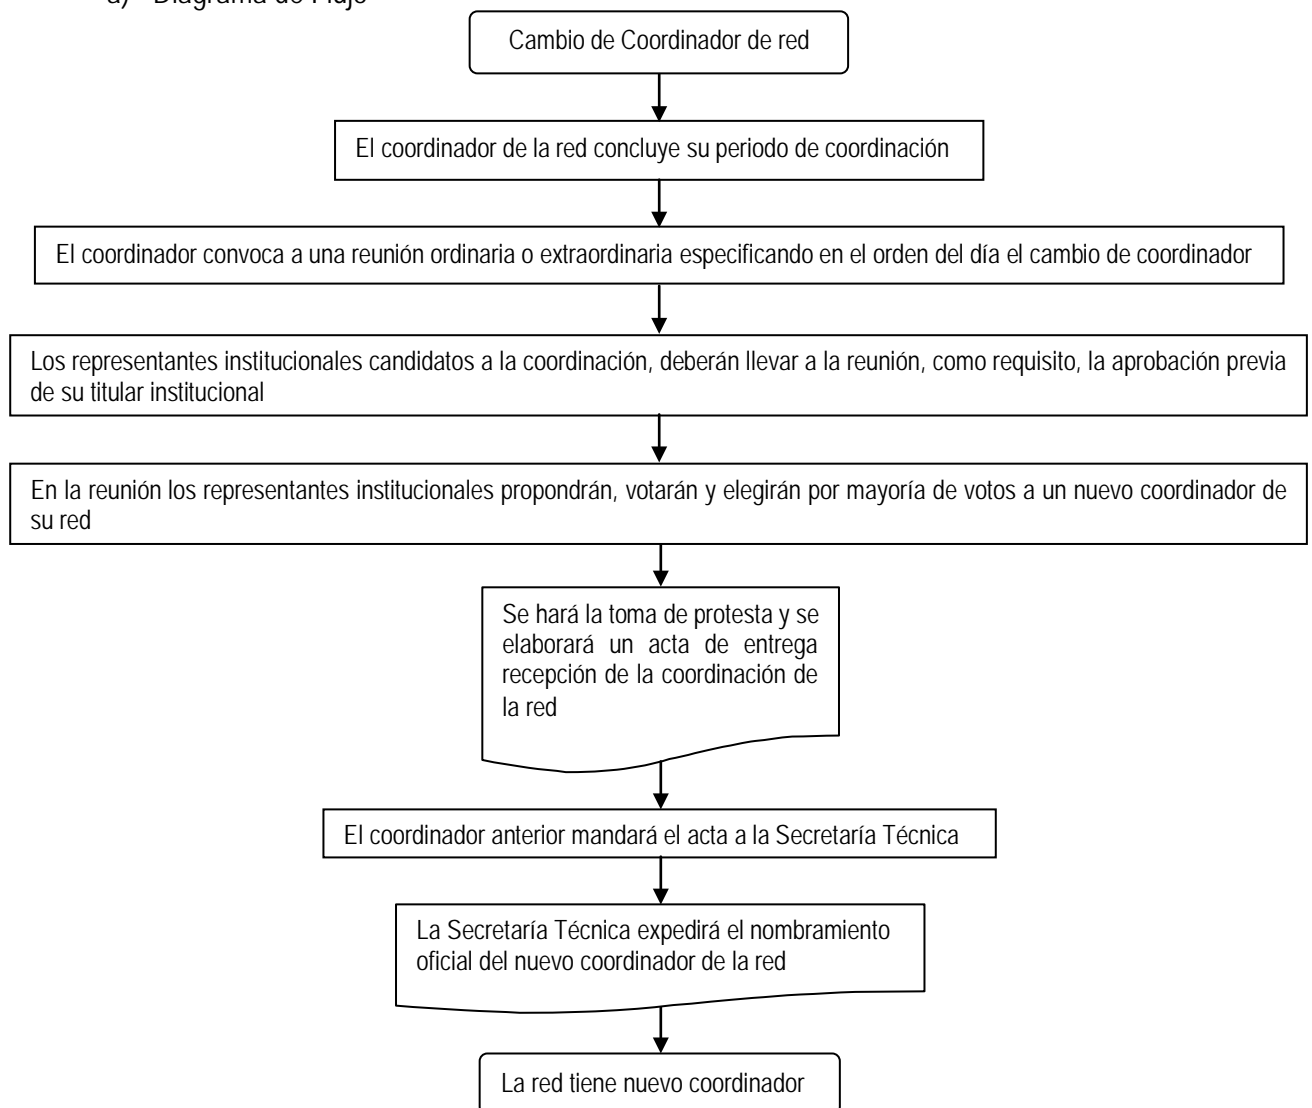 a) Diagrama de Flujo
Cambio de Coordinador de red
El coordinador de la red concluye su periodo de coordinación
El coordinador convoca a una reunión ordinaria o extraordinaria especificando en el orden del día el cambio de coordinador
Los representantes institucionales candidatos a la coordinación, deberán llevar a la reunión, como requisito, la aprobación previa
de su titular institucional
En la reunión los representantes institucionales propondrán, votarán y elegirán por mayoría de votos a un nuevo coordinador de
su red
Se hará la toma de protesta y se
elaborará un acta de entrega
recepción de la coordinación de
la red
El coordinador anterior mandará el acta a la Secretaría Técnica
La Secretaría Técnica expedirá el nombramiento
oficial del nuevo coordinador de la red
La red tiene nuevo coordinador